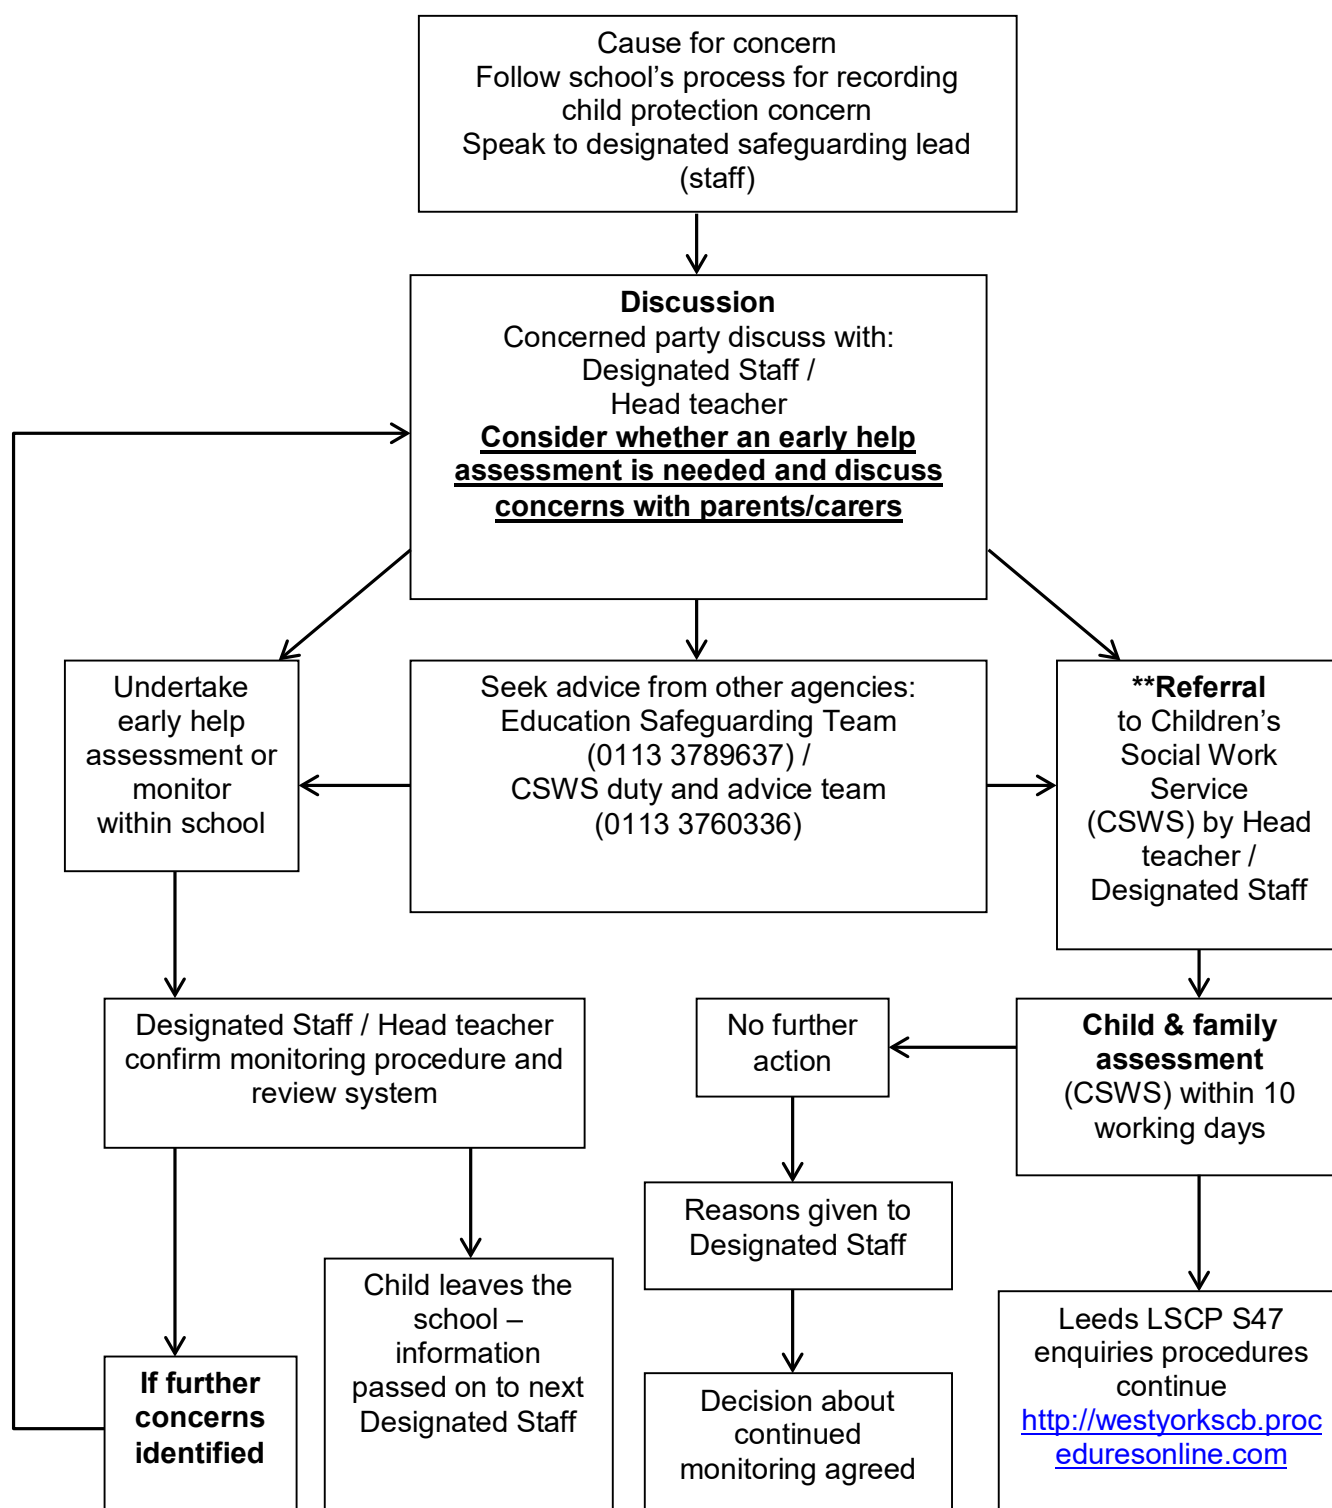 Cause for concern
Follow school’s process for recording
child protection concern
Speak to designated safeguarding lead
(staff)
Discussion
Concerned party discuss with:
Designated Staff /
Head teacher
Consider whether an early help
assessment is needed and discuss
concerns with parents/carers
Undertake
early help
assessment or
monitor
within school
Seek advice from other agencies:
Education Safeguarding Team
(0113 3789637) /
CSWS duty and advice team
(0113 3760336)
**Referral
to Children’s
Social Work
Service
(CSWS) by Head
teacher /
Designated Staff
Designated Staff / Head teacher
confirm monitoring procedure and
review system
No further
action
Child & family
assessment
(CSWS) within 10
working days
Reasons given to
Designated Staff
If further
concerns
identified
Child leaves the
school –
information
passed on to next
Designated Staff
Decision about
continued
monitoring agreed
Leeds LSCP S47
enquiries procedures
continue
http://westyorkscb.proc
eduresonline.com